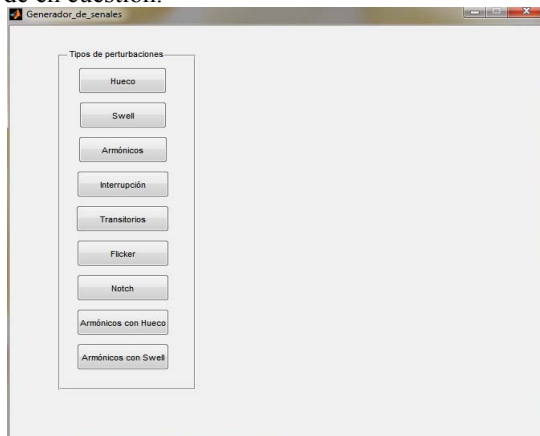 de en cuestión.
Generador_de_senales
Tipos de perturbaciones
Hueco
Swell
Armónicos
Interrupción
Transitorios
Flicker
Notch
Armónicos con Hueco
Armónicos con Swell